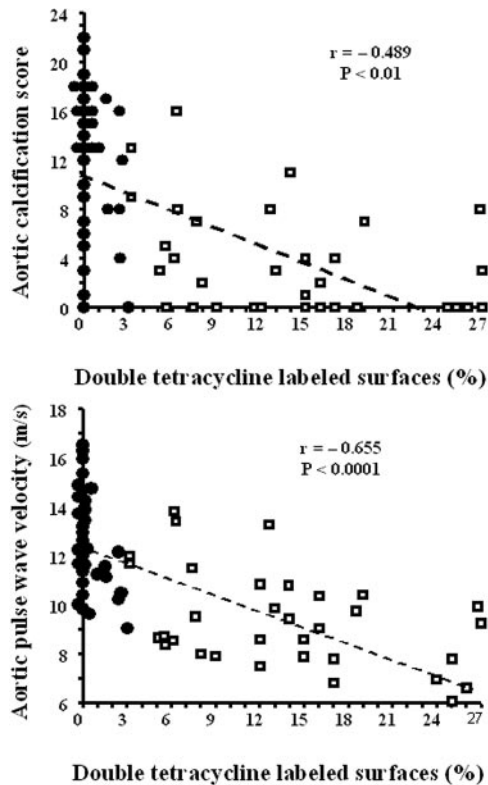 24
r = – 0.489
P < 0.01
20
16
12
8
4
0
0 3 6 9 12 15 18 21 24 27
Aortic calcification score
Double tetracycline labeled surfaces (%)
18
r = – 0.655
P < 0.0001
16
14
12
10
8
6
0 3 6 9 12 15 18 21 24 27
Aortic pulse wave velocity (m/s)
Double tetracycline labeled surfaces (%)